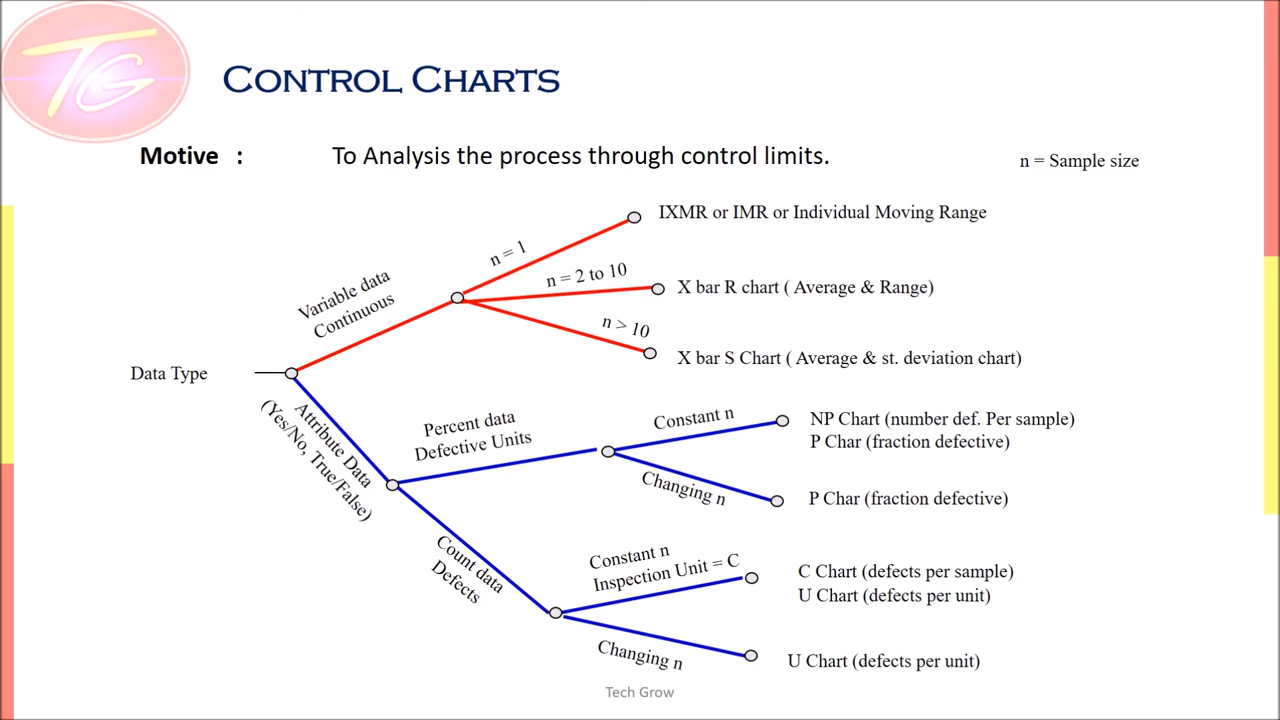 TG
CONTROL CHARTS
Motive :
To Analysis the process through control limits.
n = Sample size
IXMR or IMR or Individual Moving Range
n = 1
Variable data
Continuous
n = 2 to 10
X bar R chart ( Average & Range)
n > 10
X bar S Chart ( Average & st. deviation chart)
Data Type
Attribute Data
(Yes/No, True/False)
Percent data
Defective Units
Constant n
NP Chart (number def. Per sample)
P Char (fraction defective)
Changing n
P Char (fraction defective)
Count data
Defects
Constant n
Inspection Unit = C
C Chart (defects per sample)
U Chart (defects per unit)
Changing n
U Chart (defects per unit)
Tech Grow